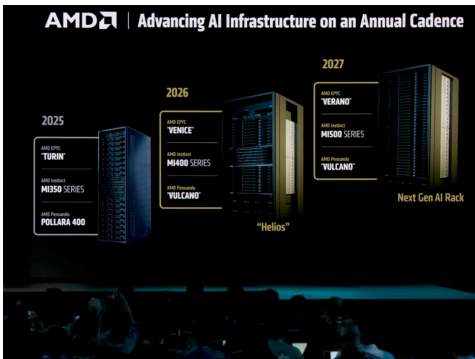 AMD | Advancing AI Infrastructure on an Annual Cadence
2025
AMD EPYC
"TURIN"
AMD Instinct
MI350 SERIES
AMD Pensando
POLLARA 400
2026
AMD EPYC
"VENICE"
AMD Instinct
MI400 SERIES
AMD Pensando
"VULCANO"
"Helios"
2027
AMD EPYC
"VERANO"
AMD Instinct
MI500 SERIES
AMD Pensando
"VULCANO"
Next Gen AI Rack